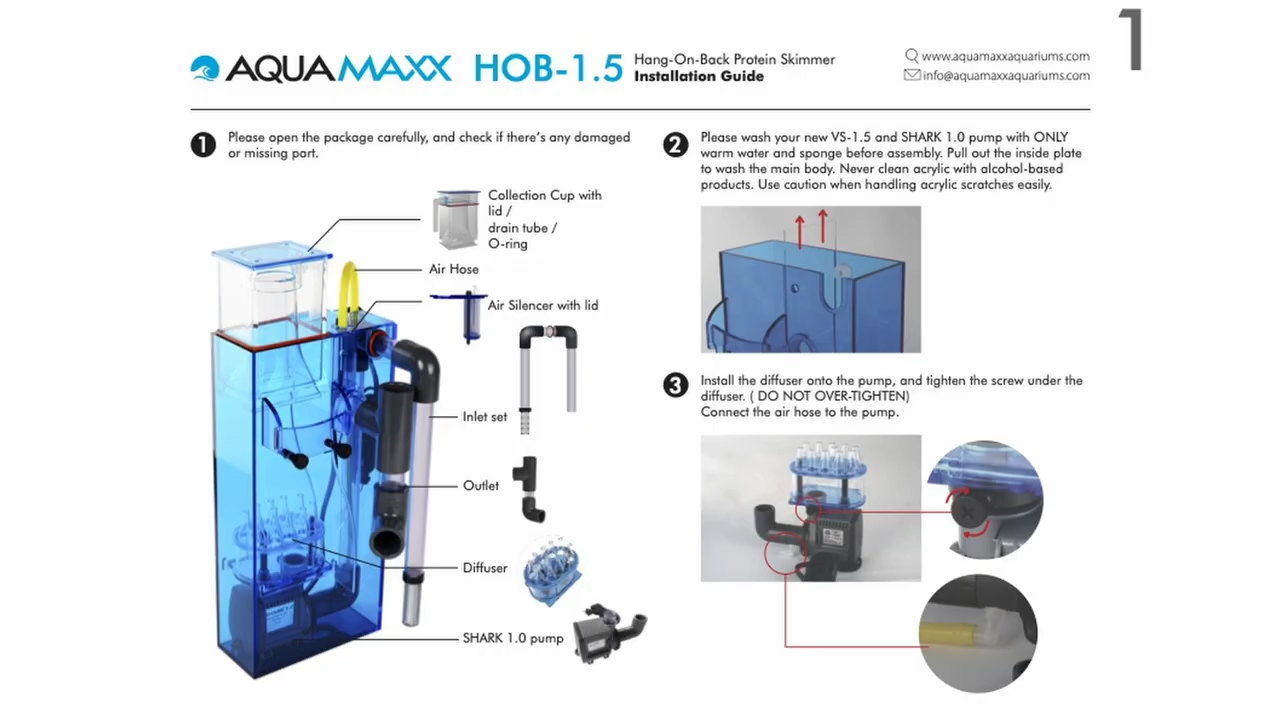 1
AQUAMAXX HOB-1.5 Hang-On-Back Protein Skimmer
Installation Guide
www.aquamaxxaquariums.com
info@aquamaxxaquariums.com
1 Please open the package carefully, and check if there's any damaged
or missing part.
Collection Cup with
lid /
drain tube /
O-ring
Air Hose
Air Silencer with lid
Inlet set
Outlet
Diffuser
SHARK 1.0 pump
2 Please wash your new VS-1.5 and SHARK 1.0 pump with ONLY
warm water and sponge before assembly. Pull out the inside plate
to wash the main body. Never clean acrylic with alcohol-based
products. Use caution when handling acrylic scratches easily.
3 Install the diffuser onto the pump, and tighten the screw under the
diffuser. ( DO NOT OVER-TIGHTEN)
Connect the air hose to the pump.